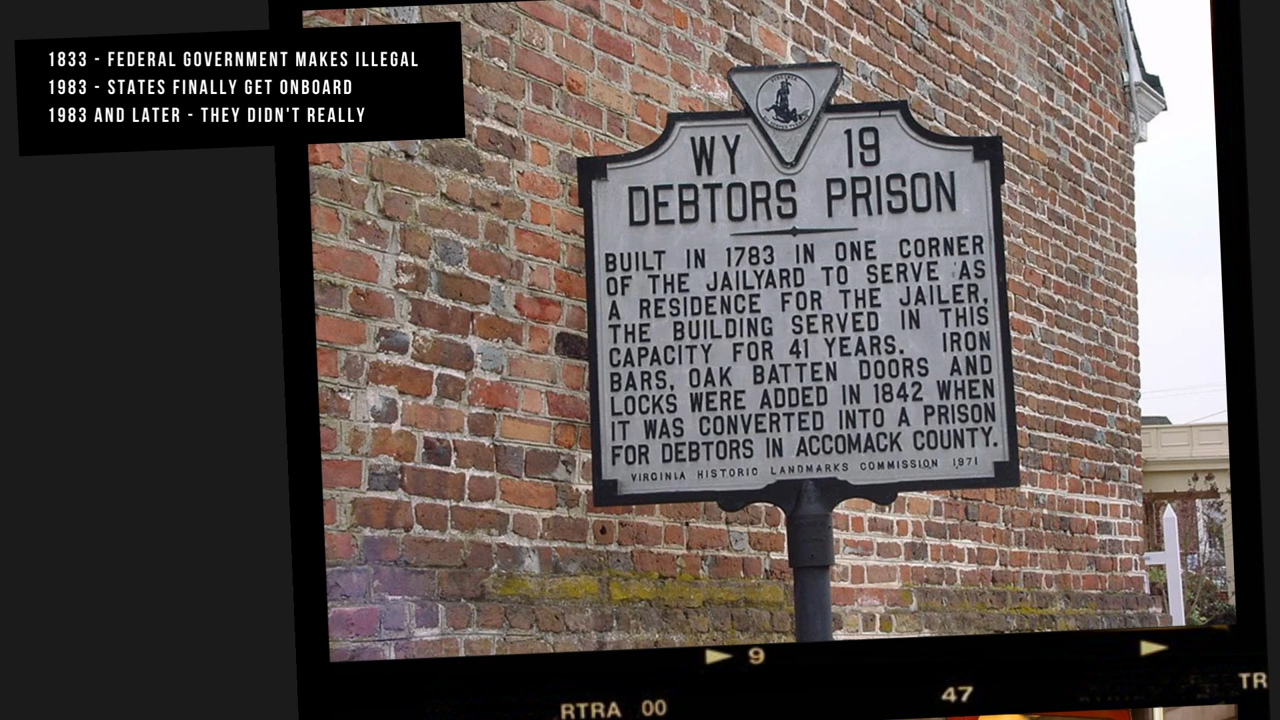 1833 - FEDERAL GOVERNMENT MAKES ILLEGAL
1983 - STATES FINALLY GET ONBOARD
1983 AND LATER - THEY DIDN'T REALLY
WY 19
DEBTORS PRISON
BUILT IN 1783 IN ONE CORNER
OF THE JAILYARD TO SERVE AS
A RESIDENCE FOR THE JAILER,
THE BUILDING SERVED IN THIS
CAPACITY FOR 41 YEARS. IRON
BARS, OAK BATTEN DOORS AND
LOCKS WERE ADDED IN 1842 WHEN
IT WAS CONVERTED INTO A PRISON
FOR DEBTORS IN ACCOMACK COUNTY.
VIRGINIA HISTORIC LANDMARKS COMMISSION 1971
9
RTRA 00
47
TR